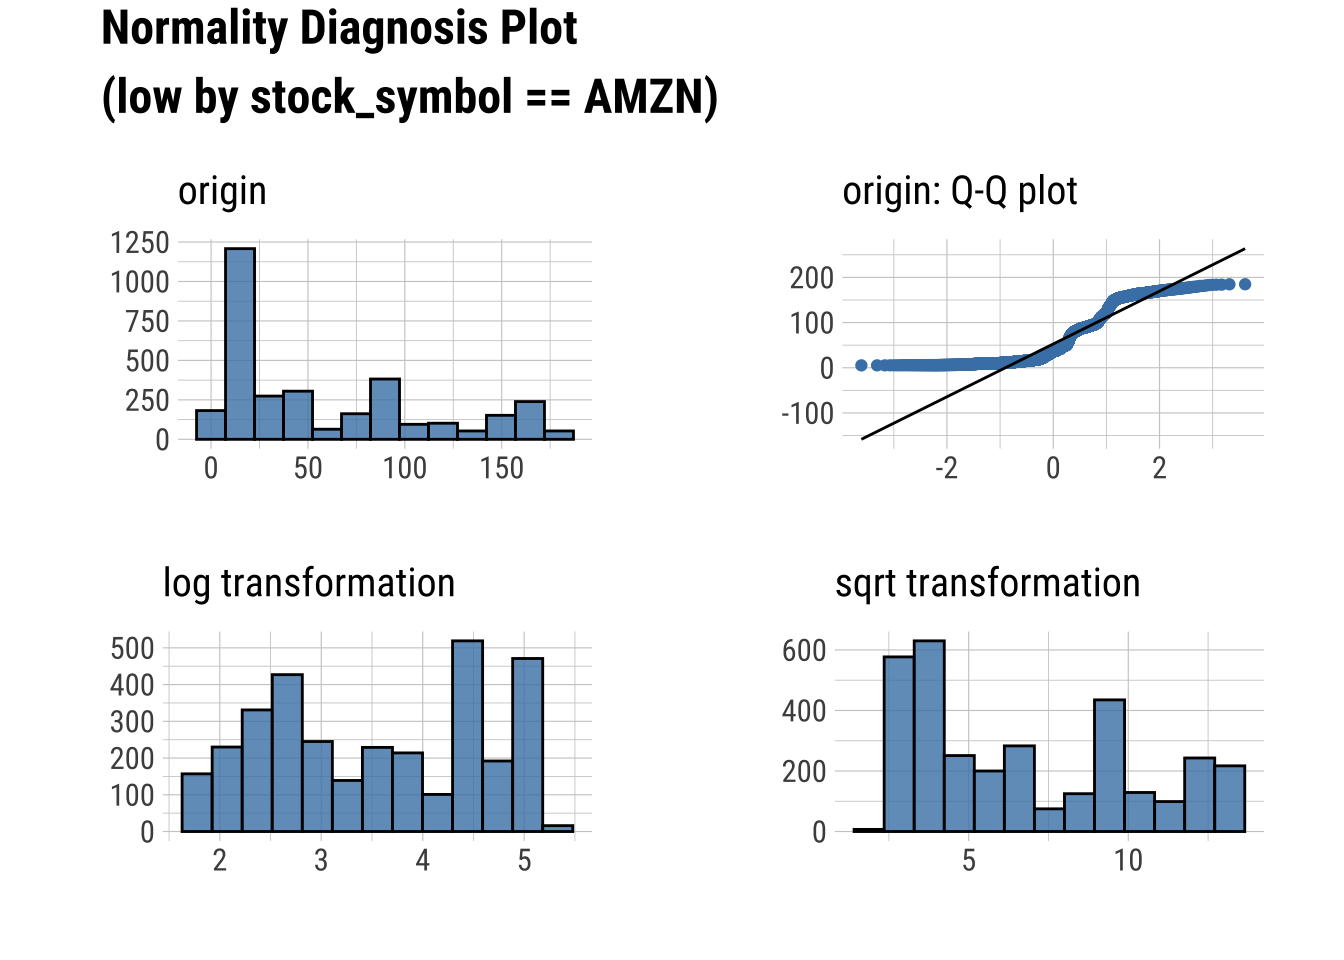 Normality Diagnosis Plot
(low by stock_symbol == AMZN)
origin
1250
1000
750
500
250
0
0 50 100 150
origin: Q-Q plot
200
100
0
-100
-2 0 2
log transformation
500
400
300
200
100
0
2 3 4 5
sqrt transformation
600
400
200
0
5 10